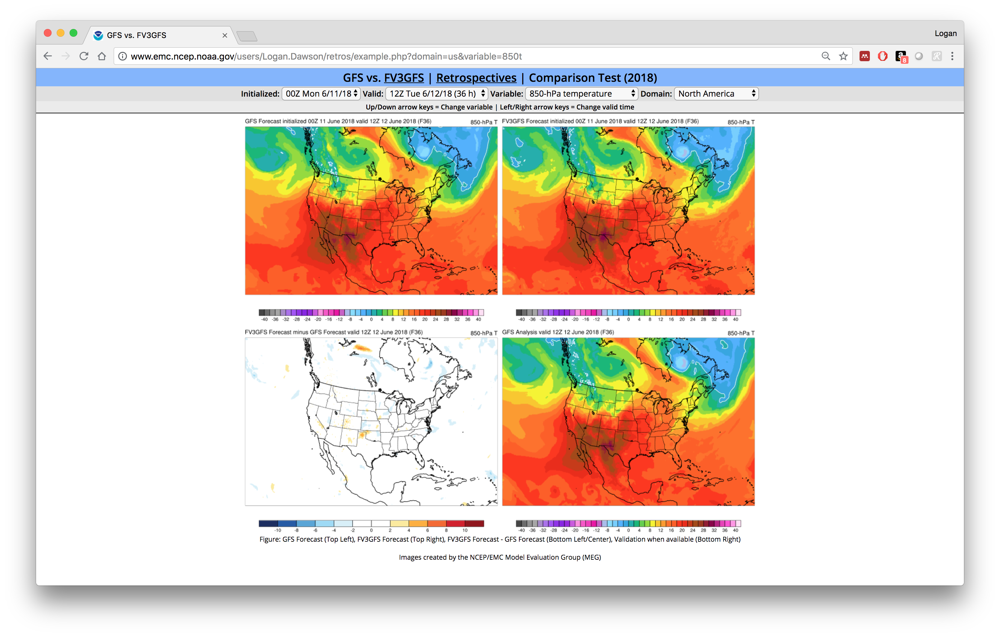 GFS vs. FV3GFS
Logan
www.emc.ncep.noaa.gov/users/Logan.Dawson/retros/example.php?domain=us&variable=850t
8
GFS vs. FV3GFS | Retrospectives | Comparison Test (2018)
Initialized: 00Z Mon 6/11/18 Valid: 12Z Tue 6/12/18 (36 h) Variable: 850-hPa temperature Domain: North America
Up/Down arrow keys = Change variable | Left/Right arrow keys = Change valid time
GFS Forecast initialized 00Z 11 June 2018 valid 12Z 12 June 2018 (F36) 850-hPa T
FV3GFS Forecast initialized 00Z 11 June 2018 valid 12Z 12 June 2018 (F36) 850-hPa T
-40 -36 -32 -28 -24 -20 -16 -12 -8 -4 0 4 8 12 16 20 24 28 32 36 40
-40 -36 -32 -28 -24 -20 -16 -12 -8 -4 0 4 8 12 16 20 24 28 32 36 40
FV3GFS Forecast minus GFS Forecast valid 12Z 12 June 2018 (F36) 850-hPa T
GFS Analysis valid 12Z 12 June 2018 (F36) 850-hPa T
-10 -8 -6 -4 -2 0 2 4 6 8 10
-40 -36 -32 -28 -24 -20 -16 -12 -8 -4 0 4 8 12 16 20 24 28 32 36 40
Figure: GFS Forecast (Top Left), FV3GFS Forecast (Top Right), FV3GFS Forecast - GFS Forecast (Bottom Left/Center), Validation when available (Bottom Right)
Images created by the NCEP/EMC Model Evaluation Group (MEG)